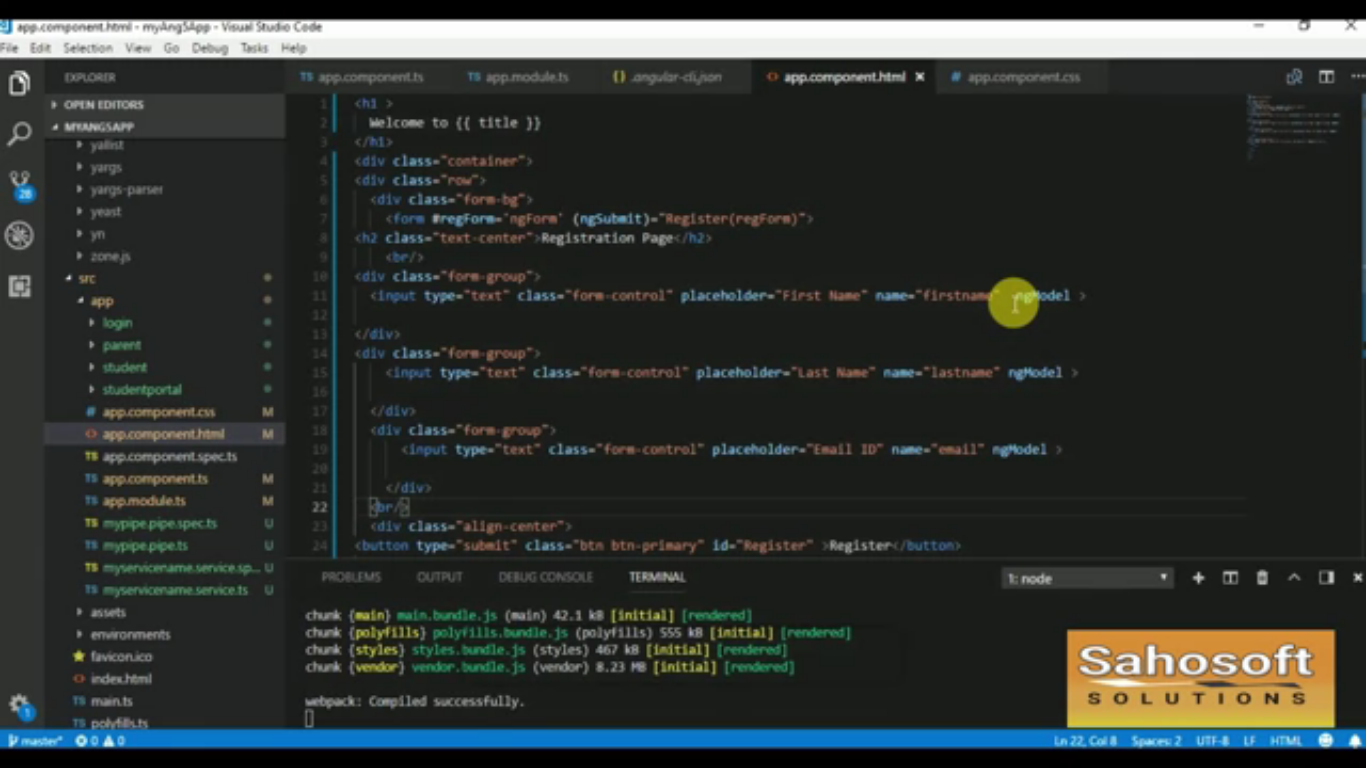 app.component.html - myAng5App - Visual Studio Code
File Edit Selection View Go Debug Tasks Help
EXPLORER
TS app.component.ts TS app.module.ts {} .angular-cli.json <> app.component.html × # app.component.css
OPEN EDITORS
MYANG5APP
yallist
yargs
yargs-parser
yeast
yn
zone.js
src
app
login
parent
student
studentportal
# app.component.css M
<> app.component.html M
TS app.component.spec.ts
TS app.component.ts M
TS app.module.ts M
TS mypipe.pipe.spec.ts U
TS mypipe.pipe.ts U
TS myservicename.service.sp... U
TS myservicename.service.ts U
assets
environments
favicon.ico
index.html
TS main.ts
TS polyfills.ts
28
1
1 <h1 >
2 Welcome to {{ title }}
3 </h1>
4 <div class="container">
5 <div class="row">
6 <div class="form-bg">
7 <form #regForm='ngForm' (ngSubmit)="Register(regForm)">
8 <h2 class="text-center">Registration Page</h2>
9 <br/>
10 <div class="form-group">
11 <input type="text" class="form-control" placeholder="First Name" name="firstname" ngModel >
12
13 </div>
14 <div class="form-group">
15 <input type="text" class="form-control" placeholder="Last Name" name="lastname" ngModel >
16
17 </div>
18 <div class="form-group">
19 <input type="text" class="form-control" placeholder="Email ID" name="email" ngModel >
20
21 </div>
22 <br/>
23 <div class="align-center">
24 <button type="submit" class="btn btn-primary" id="Register" >Register</button>
PROBLEMS OUTPUT DEBUG CONSOLE TERMINAL 1: node
chunk {main} main.bundle.js (main) 42.1 kB [initial] [rendered]
chunk {polyfills} polyfills.bundle.js (polyfills) 555 kB [initial] [rendered]
chunk {styles} styles.bundle.js (styles) 467 kB [initial] [rendered]
chunk {vendor} vendor.bundle.js (vendor) 8.23 MB [initial] [rendered]
webpack: Compiled successfully.
Sahosoft
SOLUTIONS
master* 0 0 Ln 22, Col 8 Spaces: 2 UTF-8 LF HTML